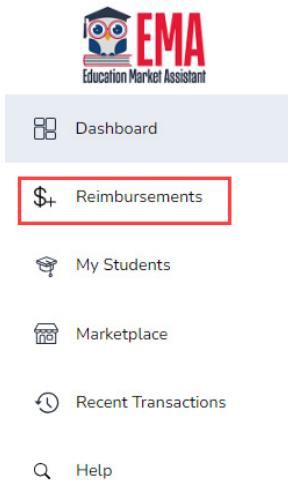 EMA
Education Market Assistant
Dashboard
$+ Reimbursements
My Students
Marketplace
Recent Transactions
Help